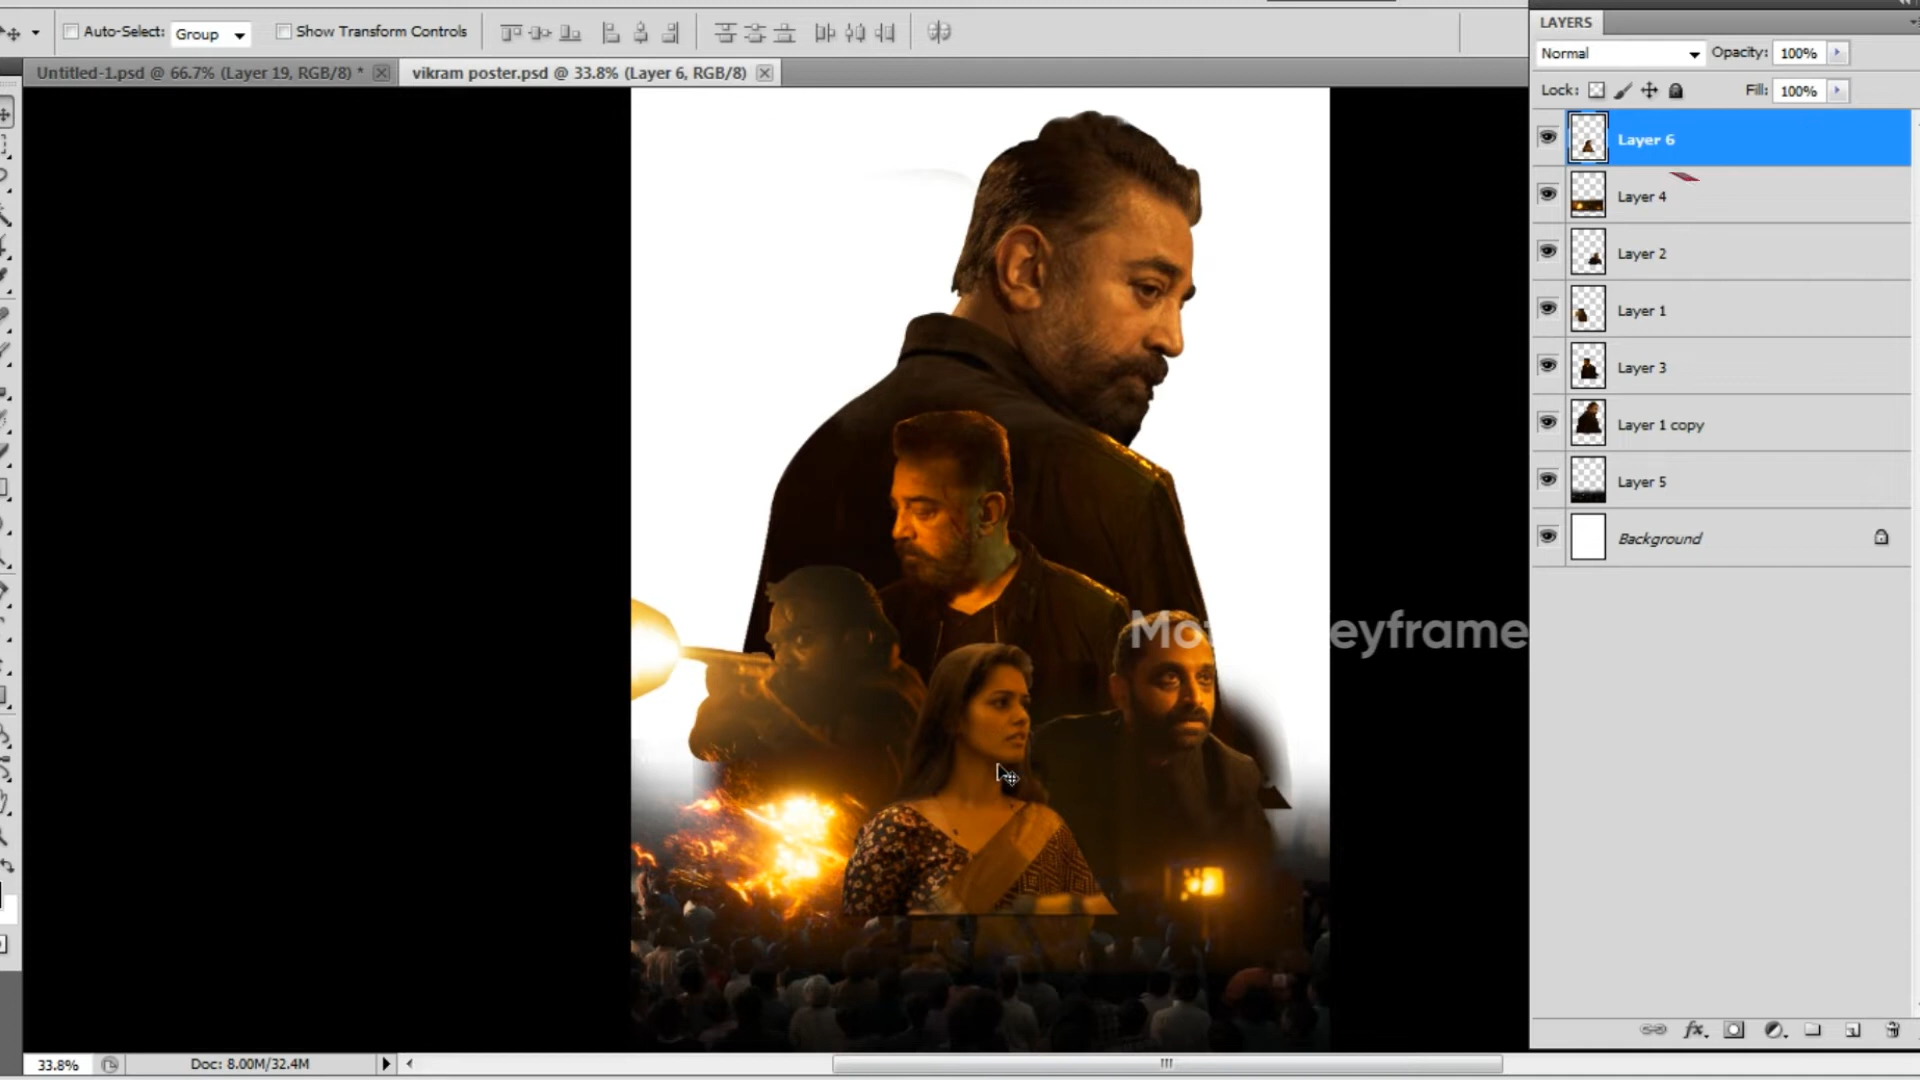 Auto-Select:
Group
Show Transform Controls
Untitled-1.psd @ 66.7% (Layer 19, RGB/8) *
vikram poster.psd @ 33.8% (Layer 6, RGB/8)
LAYERS
Normal
Opacity: 100%
Lock:
Fill: 100%
Layer 6
Layer 4
Layer 2
Layer 1
Layer 3
Layer 1 copy
Layer 5
Background
33.8%
Doc: 8.00M/32.4M